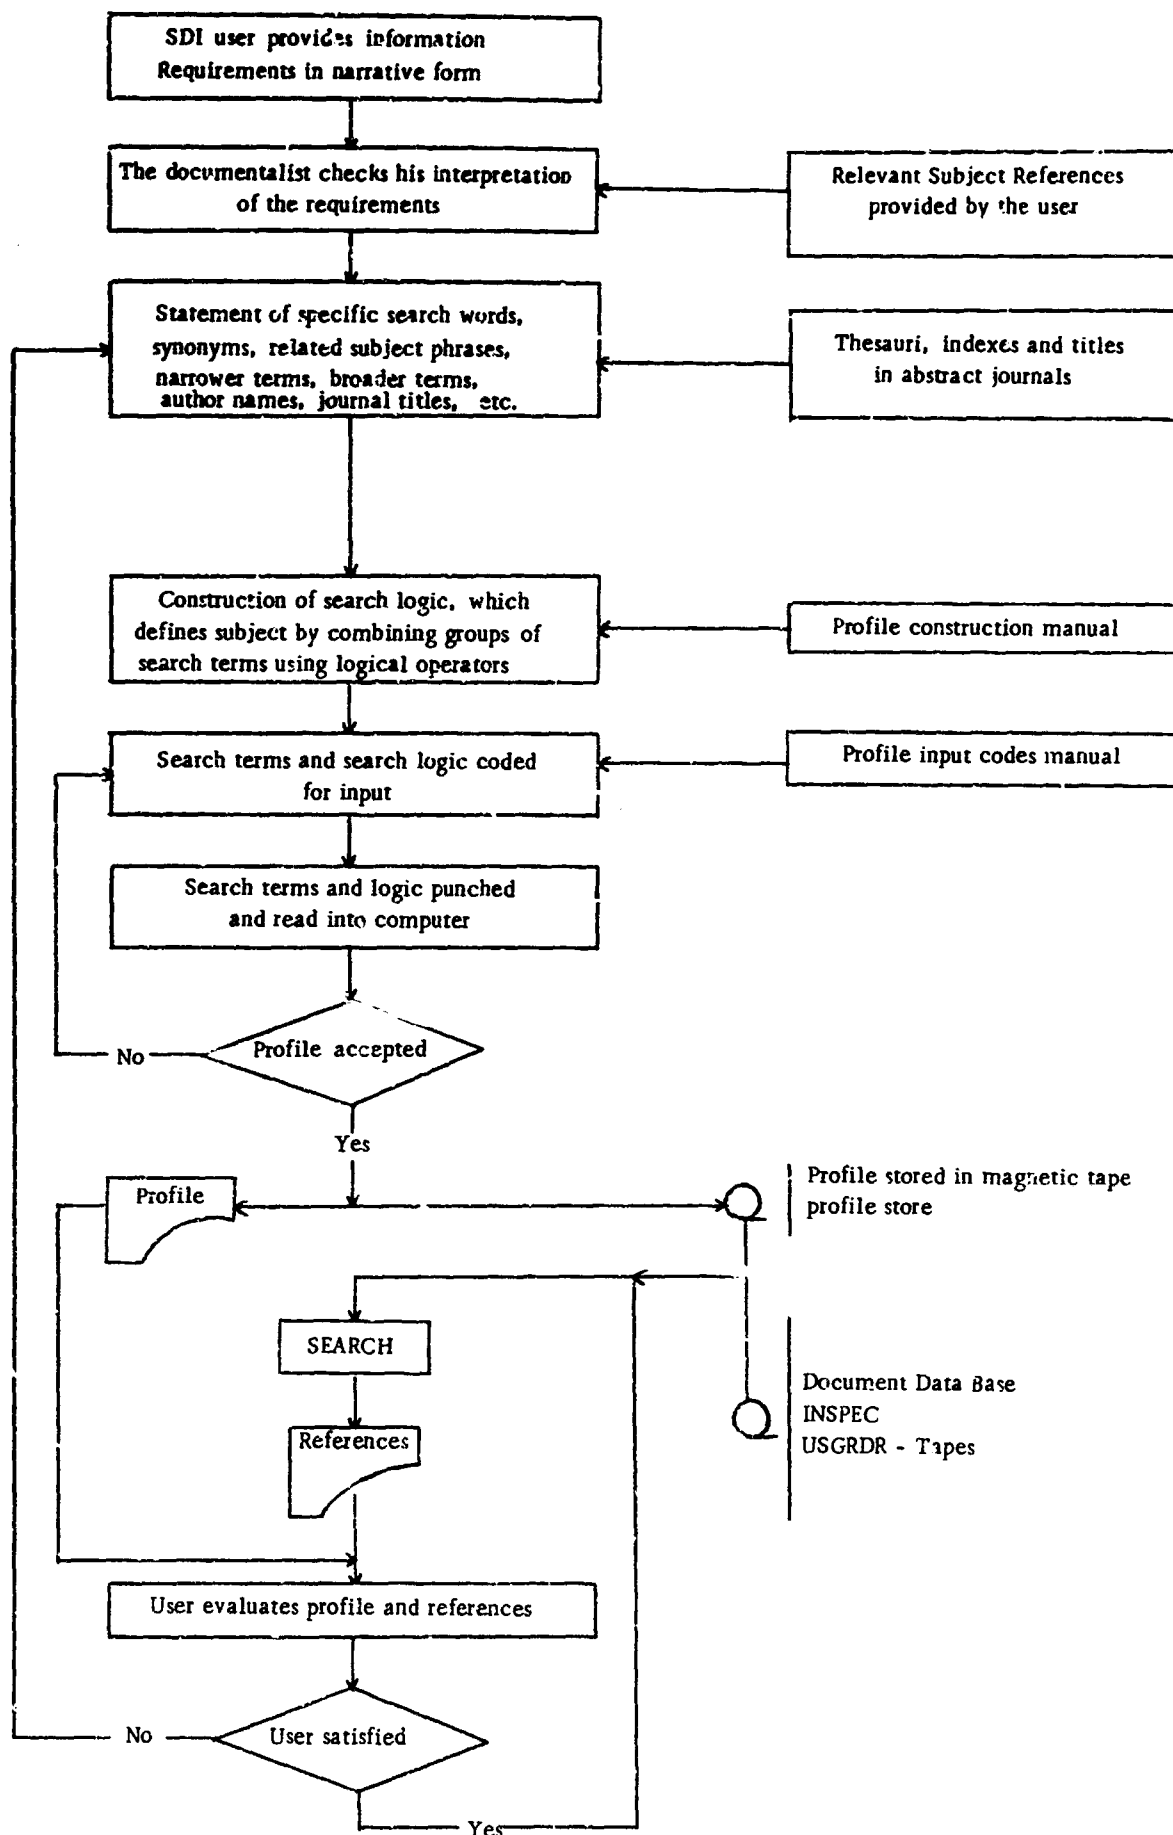 SDI user provides information
Requirements in narrative form
The documentalist checks his interpretation
of the requirements
Relevant Subject References
provided by the user
Statement of specific search words,
synonyms, related subject phrases,
narrower terms, broader terms,
author names, journal titles, etc.
Thesauri, indexes and titles
in abstract journals
Construction of search logic, which
defines subject by combining groups of
search terms using logical operators
Profile construction manual
Search terms and search logic coded
for input
Profile input codes manual
Search terms and logic punched
and read into computer
Profile accepted
No
Yes
Profile
Profile stored in magnetic tape
profile store
SEARCH
References
Document Data Base
INSPEC
USGRDR - Tapes
User evaluates profile and references
User satisfied
No
Yes